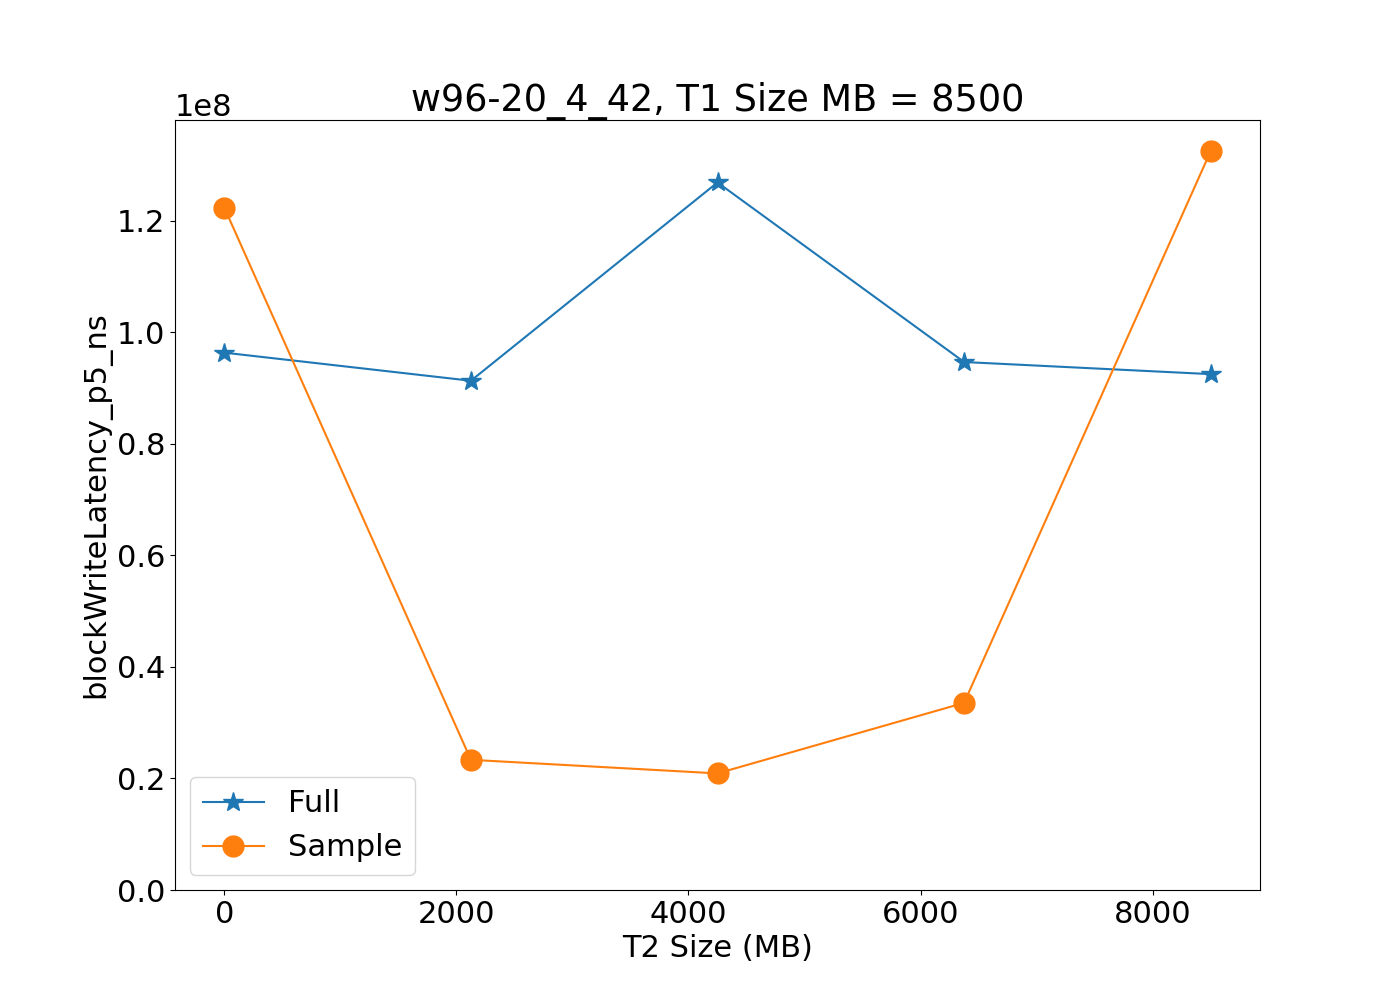 w96-20_4_42, T1 Size MB = 8500
1e8
1.2
1.0
0.8
0.6
0.4
0.2
0.0
blockWriteLatency_p5_ns
Full
Sample
0 2000 4000 6000 8000
T2 Size (MB)